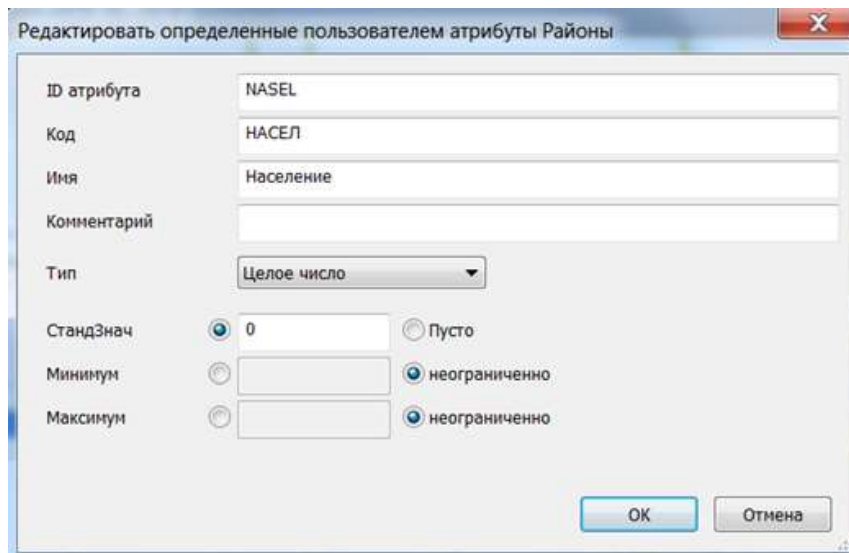 Редактировать определенные пользователем атрибуты Районы
ID атрибута NASEL
Код НАСЕЛ
Имя Население
Комментарий
Тип Целое число
СтандЗнач 0 Пусто
Минимум неограниченно
Максимум неограниченно
OK Отмена